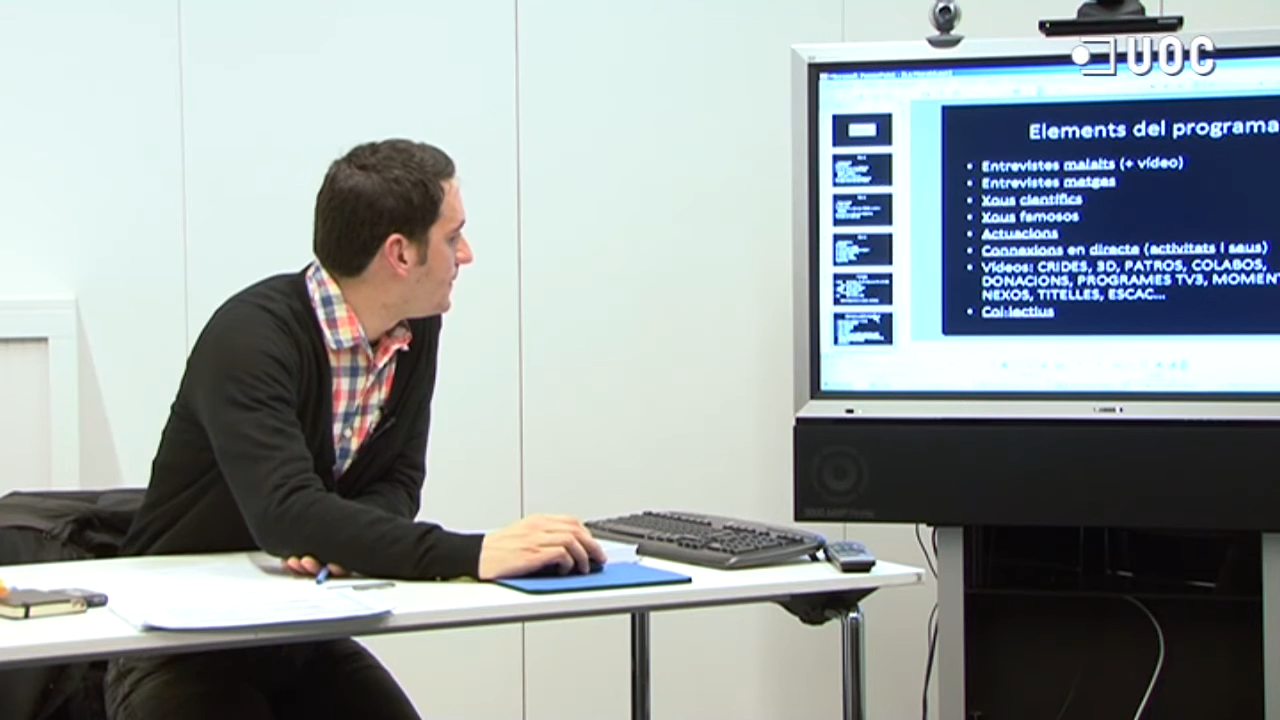 UOC
Elements del programa
• Entrevistes malalts (+ vídeo)
• Entrevistes metges
• Xous científics
• Xous famosos
• Actuacions
• Connexions en directe (activitats i seus)
• Vídeos: CRIDES, 3D, PATROS, COLABOS,
DONACIONS, PROGRAMES TV3, MOMENT
NEXOS, TITELLES, ESCAC...
• Col·lectius